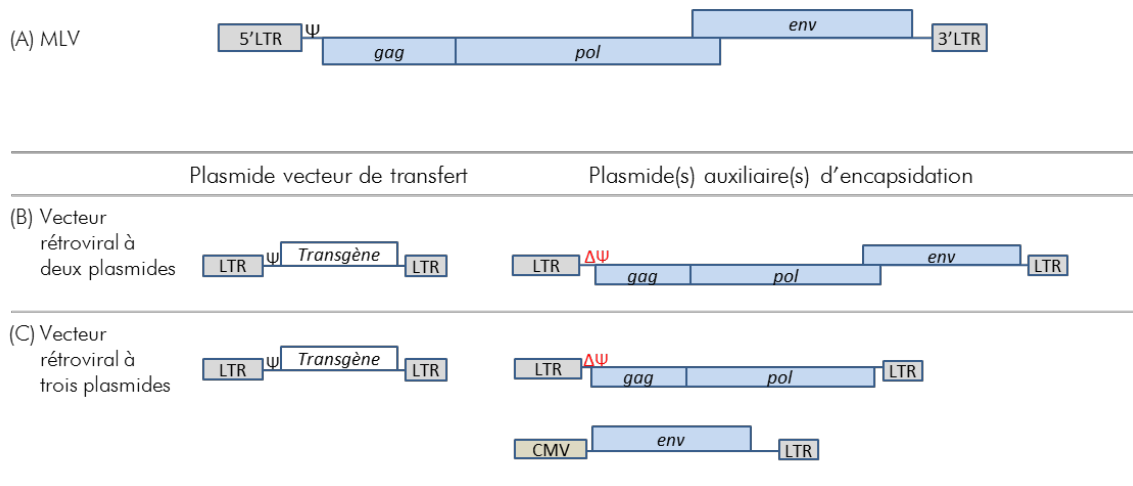 (A) MLV
5'LTR Ψ gag pol env 3'LTR
Plasmide vecteur de transfert Plasmide(s) auxiliaire(s) d'encapsidation
(B) Vecteur
rétroviral à
deux plasmides
LTR Ψ Transgène LTR
LTR ΔΨ gag pol env LTR
(C) Vecteur
rétroviral à
trois plasmides
LTR Ψ Transgène LTR
LTR ΔΨ gag pol LTR
CMV env LTR